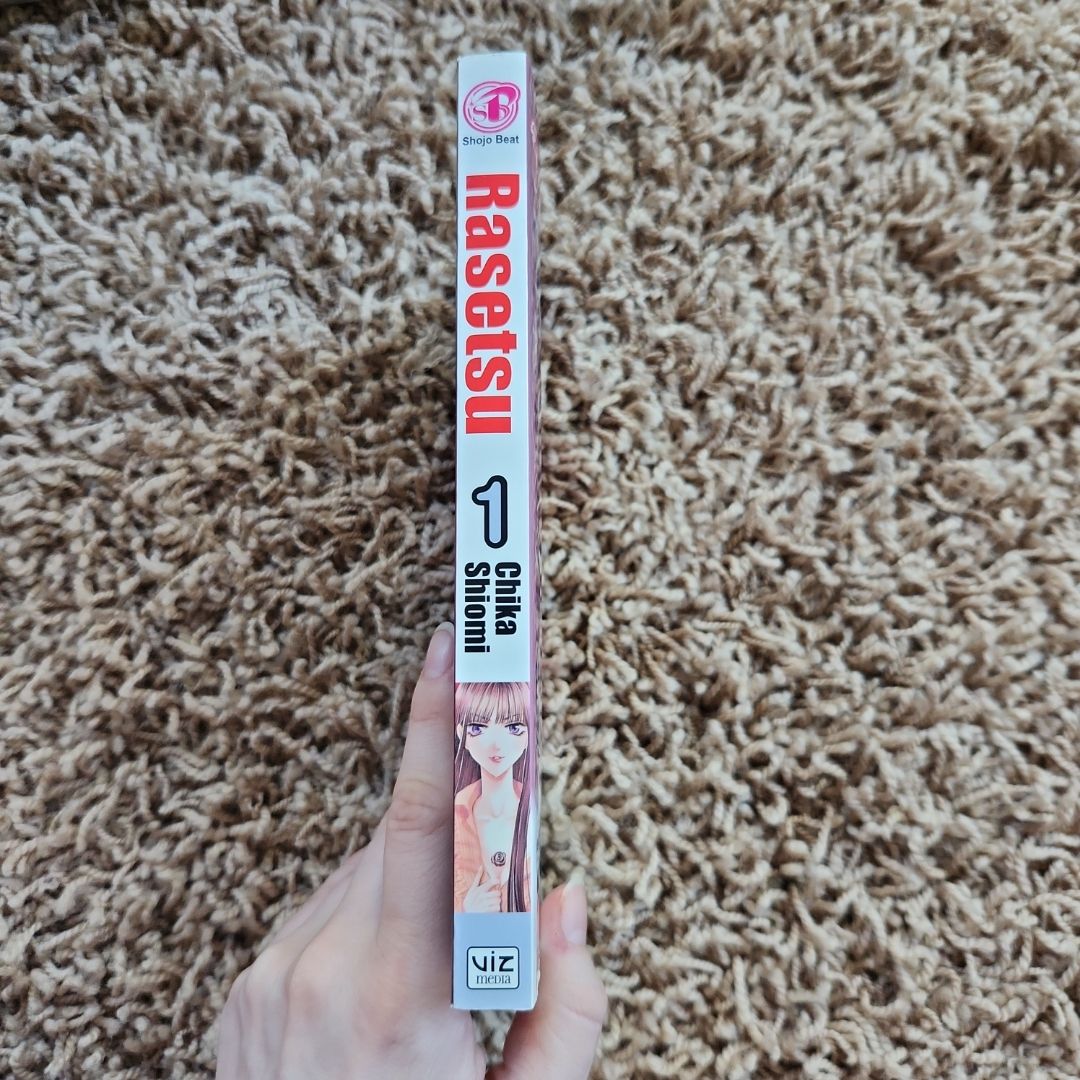 SB
Shojo Beat
Rasetsu
1
Chika
Shiomi
VIZ
MEDIA